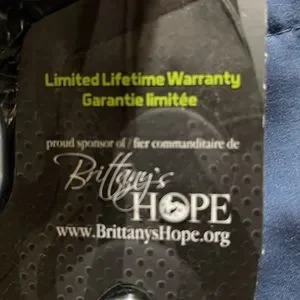 Limited Lifetime Warranty
Garantie limitée
proud sponsor of / fier commanditaire de
Brittany's
HOPE
www.BrittanysHope.org